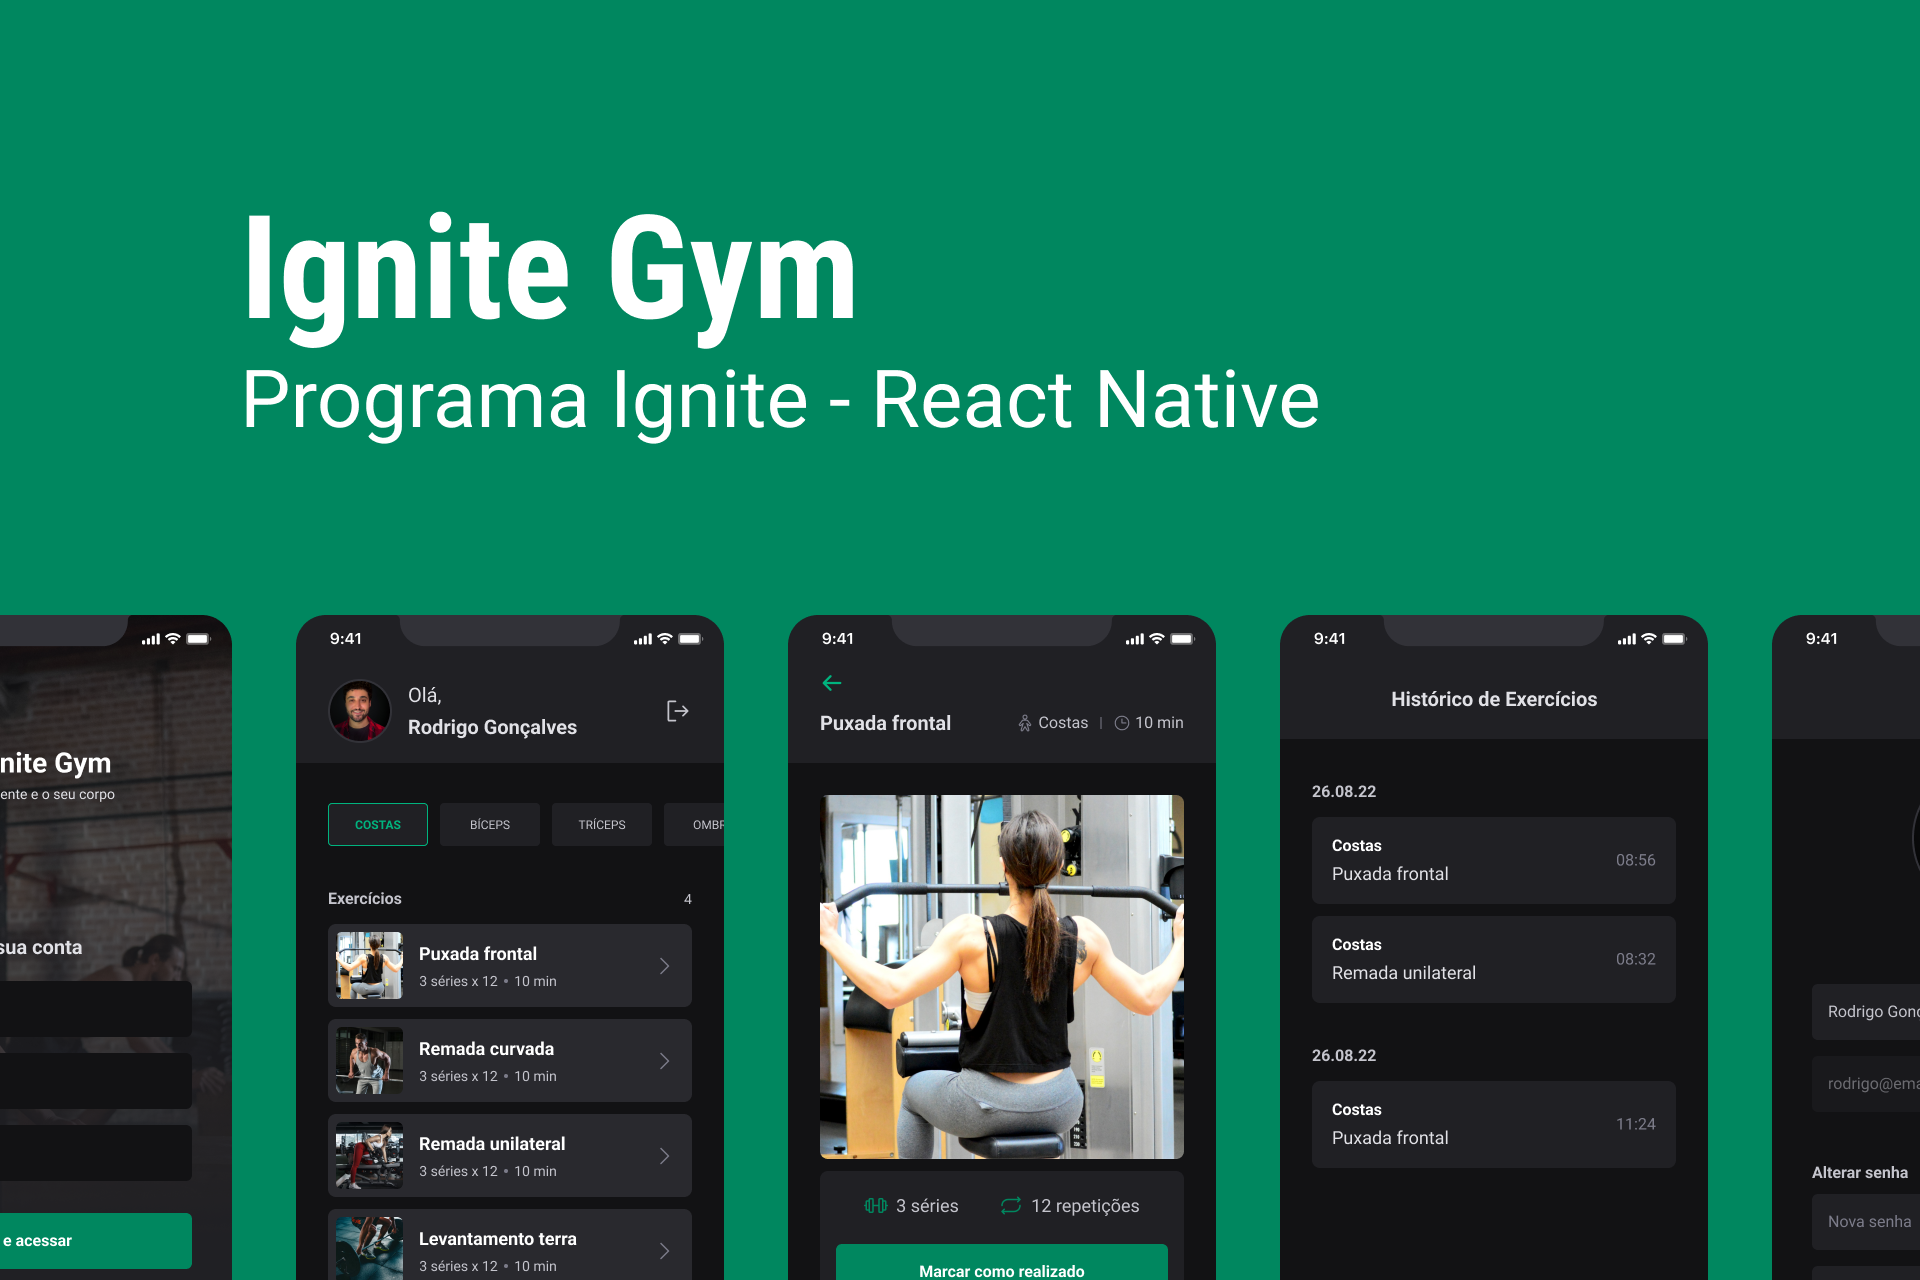 Ignite Gym
Programa Ignite - React Native
nite Gym
ente e o seu corpo
sua conta
e acessar
9:41
Olá,
Rodrigo Gonçalves
COSTAS
BÍCEPS
TRÍCEPS
OMBR
Exercícios
4
Puxada frontal
3 séries x 12 • 10 min
Remada curvada
3 séries x 12 • 10 min
Remada unilateral
3 séries x 12 • 10 min
Levantamento terra
3 séries x 12 • 10 min
9:41
Puxada frontal
Costas | 10 min
3 séries
12 repetições
Marcar como realizado
9:41
Histórico de Exercícios
26.08.22
Costas
Puxada frontal
08:56
Costas
Remada unilateral
08:32
26.08.22
Costas
Puxada frontal
11:24
9:41
Rodrigo Gonç
rodrigo@ema
Alterar senha
Nova senha